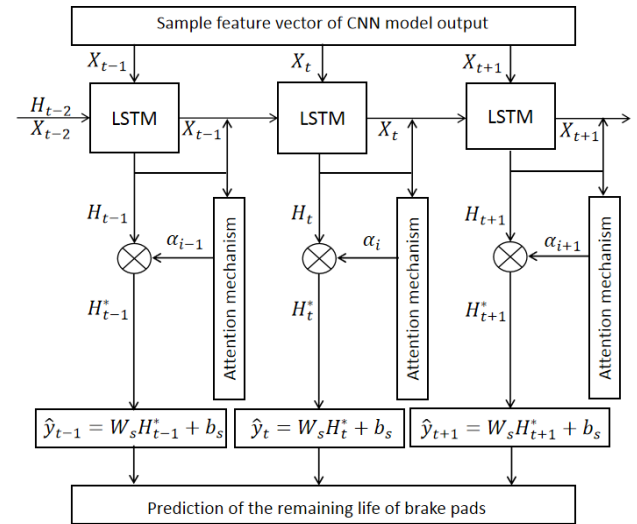 Sample feature vector of CNN model output
X_{t−1} X_t X_{t+1}
H_{t−2} LSTM LSTM LSTM
X_{t−2} X_{t−1} X_t X_{t+1}
H_{t−1} H_t H_{t+1}
α_{i−1} α_i α_{i+1}
Attention mechanism Attention mechanism Attention mechanism
H^*_{t−1} H^*_t H^*_{t+1}
ŷ_{t−1} = W_s H^*_{t−1} + b_s ŷ_t = W_s H^*_t + b_s ŷ_{t+1} = W_s H^*_{t+1} + b_s
Prediction of the remaining life of brake pads